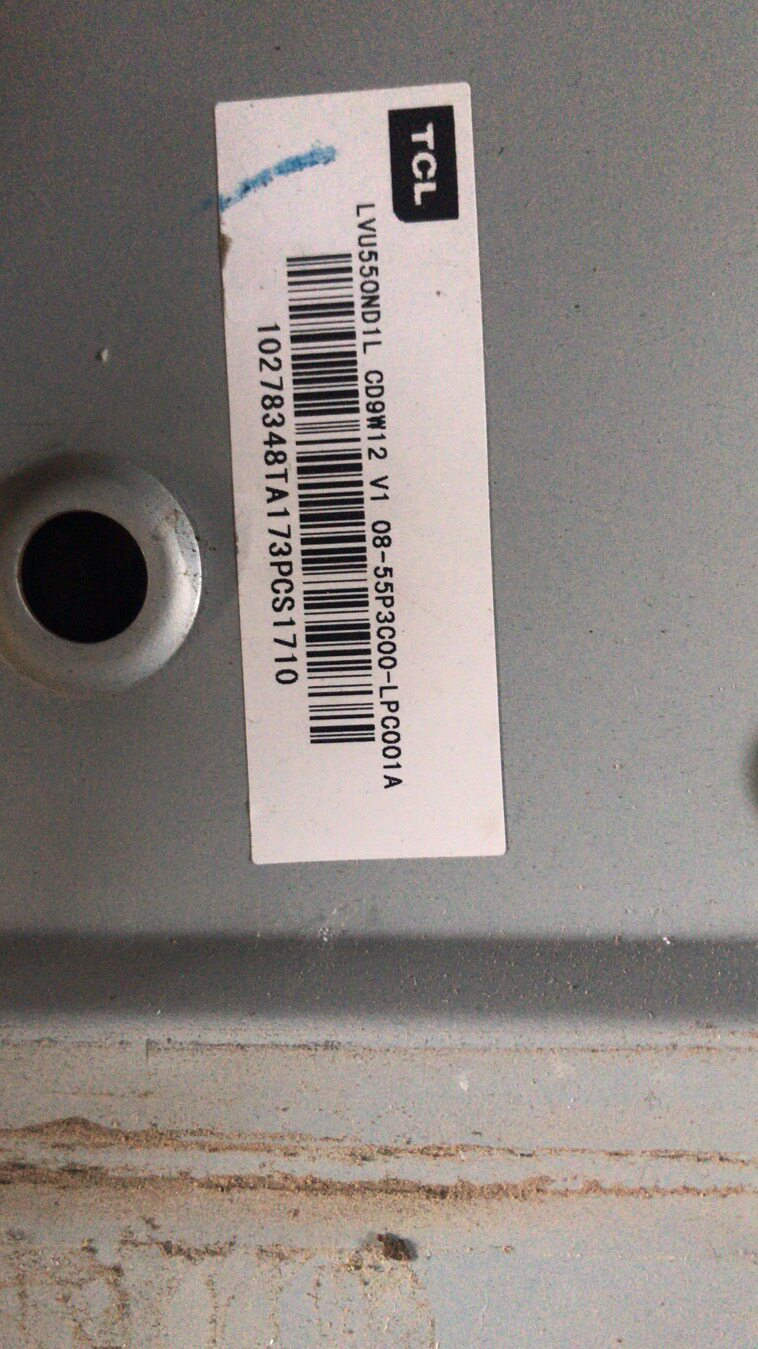 TCL
LVU550ND1L CD9W12 V1 08-55P3C00-LPC001A
10278348TA173PCS1710